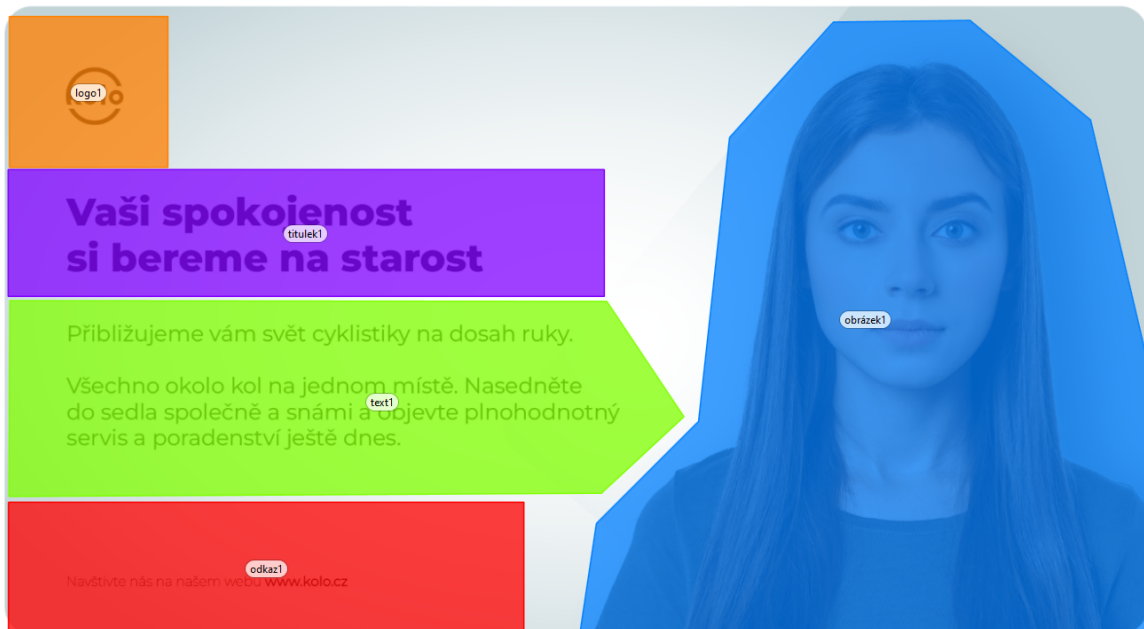 kolo
logo1
Vaši spokojenost
titulek1
si bereme na starost
Přibližujeme vám svět cyklistiky na dosah ruky.
obrázek1
Všechno okolo kol na jednom místě. Nasedněte
text1
do sedla společně a snámi a objevte plnohodnotný
servis a poradenství ještě dnes.
odkaz1
Navštivte nás na našem webu www.kolo.cz